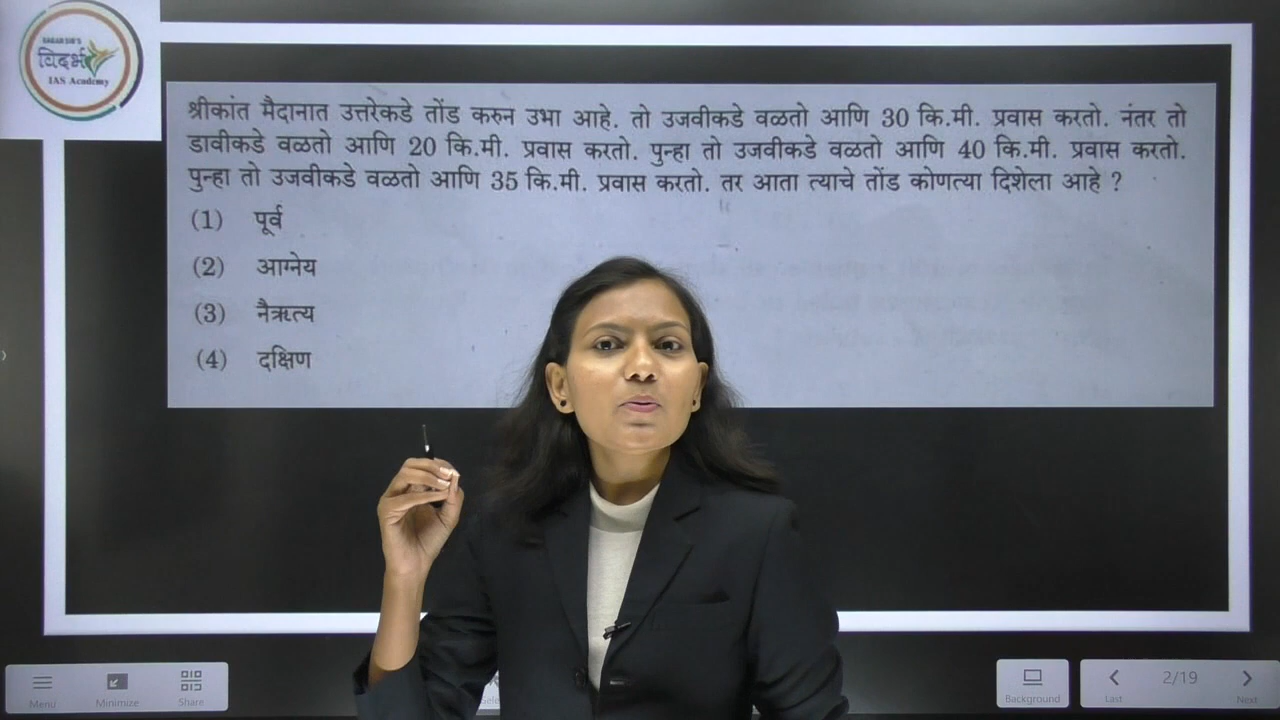 SAGAR SIR'S
विदर्भ
IAS Academy
श्रीकांत मैदानात उत्तरेकडे तोंड करुन उभा आहे. तो उजवीकडे वळतो आणि 30 कि.मी. प्रवास करतो. नंतर तो
डावीकडे वळतो आणि 20 कि.मी. प्रवास करतो. पुन्हा तो उजवीकडे वळतो आणि 40 कि.मी. प्रवास करतो.
पुन्हा तो उजवीकडे वळतो आणि 35 कि.मी. प्रवास करतो. तर आता त्याचे तोंड कोणत्या दिशेला आहे ?
(1) पूर्व
(2) आग्नेय
(3) नैऋत्य
(4) दक्षिण
Menu Minimize Share
Background Last 2/19 Next